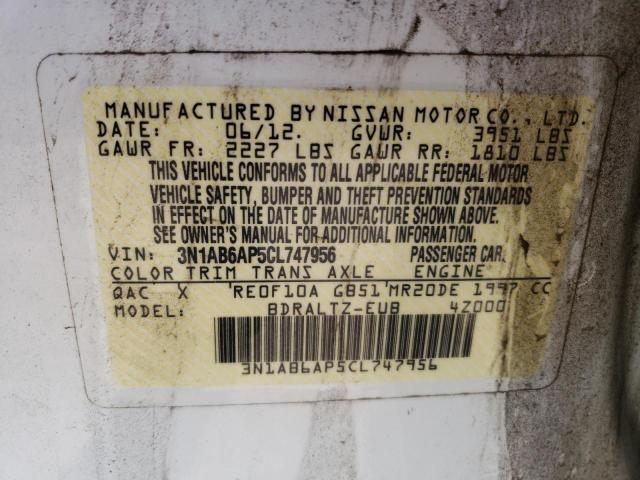 MANUFACTURED BY NISSAN MOTOR CO., LTD.
DATE: 06/12. GVWR: 3951 LBS
GAWR FR: 2227 LBS GAWR RR: 1810 LBS
THIS VEHICLE CONFORMS TO ALL APPLICABLE FEDERAL MOTOR
VEHICLE SAFETY, BUMPER AND THEFT PREVENTION STANDARDS
IN EFFECT ON THE DATE OF MANUFACTURE SHOWN ABOVE.
SEE OWNER'S MANUAL FOR ADDITIONAL INFORMATION.
VIN: 3N1AB6AP5CL747956 PASSENGER CAR.
COLOR TRIM TRANS AXLE ENGINE
QAC X RE0F10A GB51 MR20DE 1997 CC
MODEL: BDRALTZ-EUB 4Z000
3N1AB6AP5CL747956